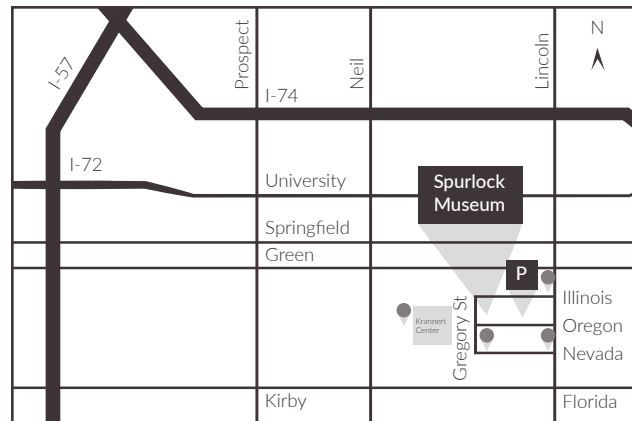 Prospect
Neil
Lincoln
N
I-57
I-74
I-72
University
Spurlock
Museum
Springfield
Green
P
Illinois
Krannert
Center
Gregory St
Oregon
Nevada
Kirby
Florida